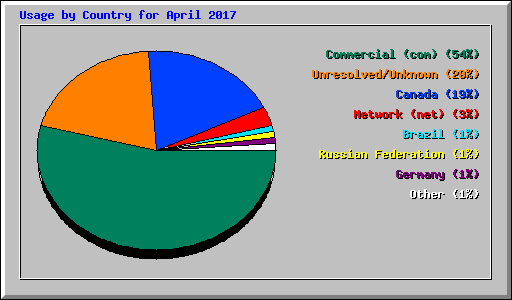 Usage by Country for April 2017
Commercial (com) (54%)
Unresolved/Unknown (20%)
Canada (19%)
Network (net) (3%)
Brazil (1%)
Russian Federation (1%)
Germany (1%)
Other (1%)